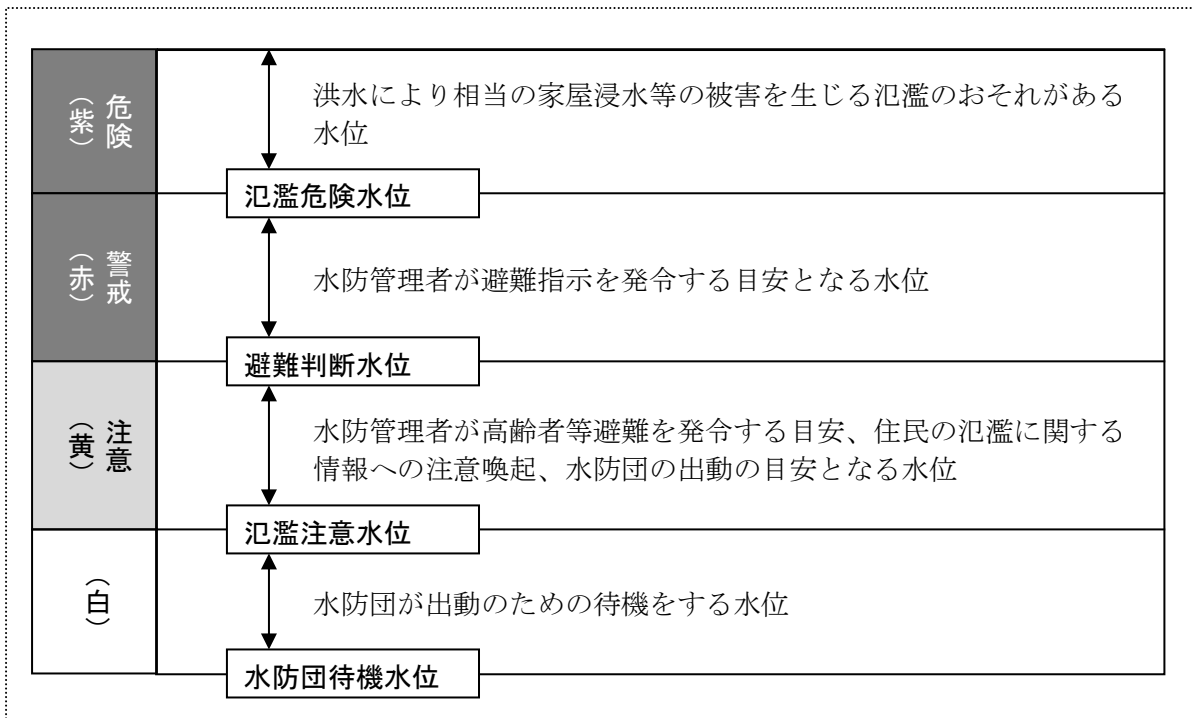 危険
（紫）
洪水により相当の家屋浸水等の被害を生じる氾濫のおそれがある
水位
氾濫危険水位
警戒
（赤）
水防管理者が避難指示を発令する目安となる水位
避難判断水位
注意
（黄）
水防管理者が高齢者等避難を発令する目安、住民の氾濫に関する
情報への注意喚起、水防団の出動の目安となる水位
氾濫注意水位
（白）
水防団が出動のための待機をする水位
水防団待機水位